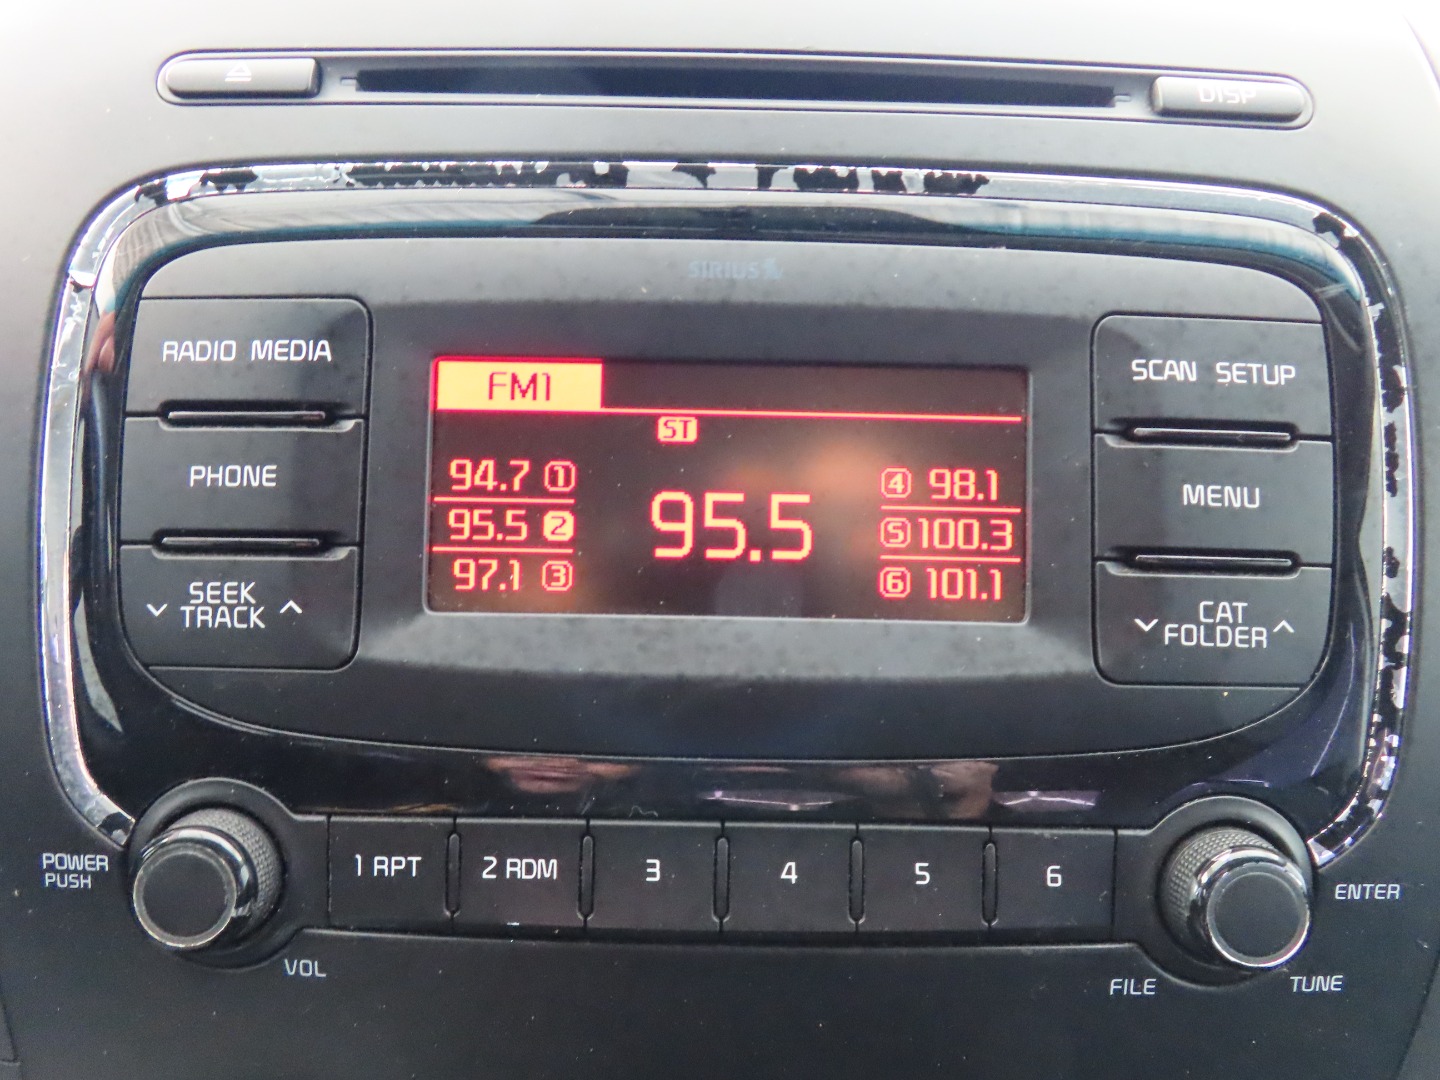 DISP
SIRIUS
RADIO MEDIA
PHONE
SEEK
TRACK
FM1
ST
94.7 1
95.5 2
97.1 3
95.5
4 98.1
5 100.3
6 101.1
SCAN SETUP
MENU
CAT
FOLDER
POWER
PUSH
VOL
1 RPT
2 RDM
3
4
5
6
ENTER
FILE
TUNE